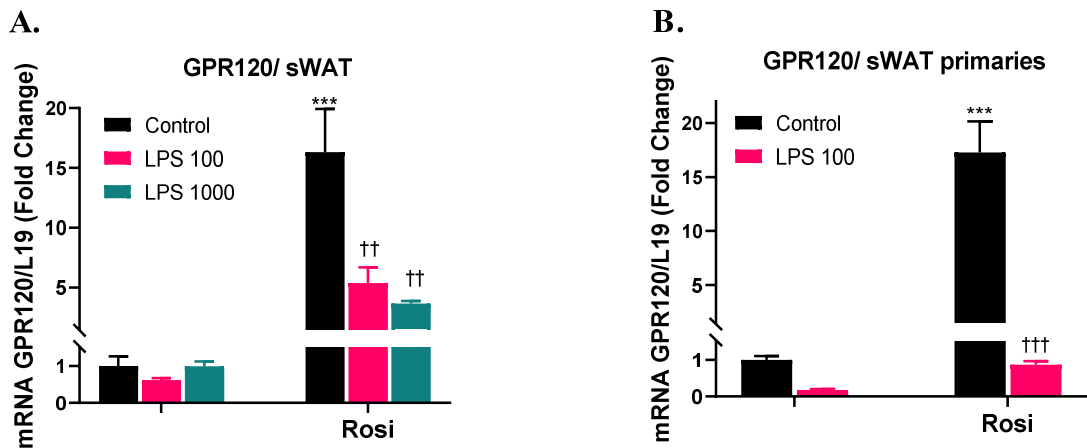 A.
GPR120/ sWAT
mRNA GPR120/L19 (Fold Change)
20
15
10
5
1
0
Control
LPS 100
LPS 1000
***
††
††
Rosi
B.
GPR120/ sWAT primaries
mRNA GPR120/L19 (Fold Change)
20
15
10
5
1
0
Control
LPS 100
***
†††
Rosi